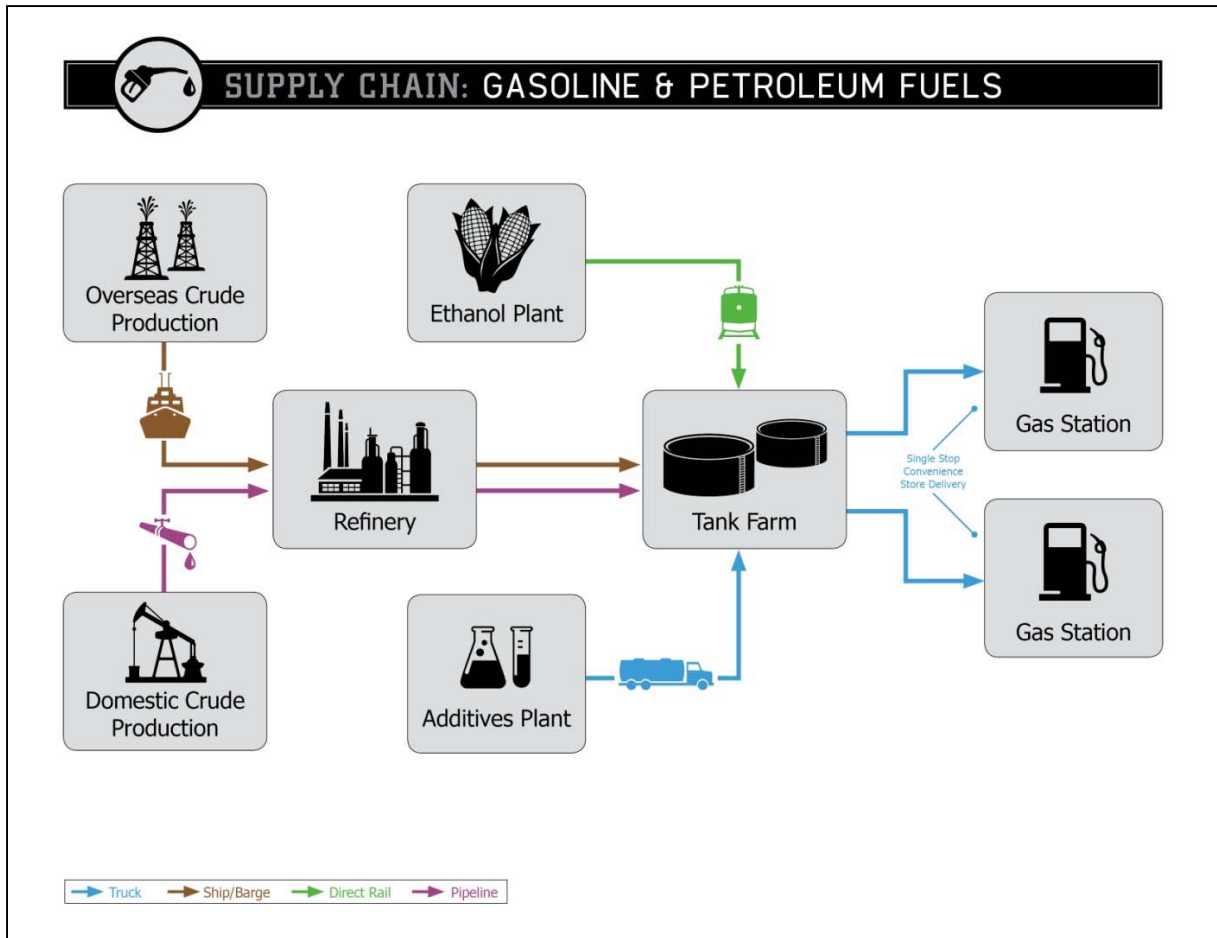 SUPPLY CHAIN: GASOLINE & PETROLEUM FUELS
Overseas Crude
Production
Ethanol Plant
Gas Station
Refinery
Tank Farm
Single Stop
Convenience
Store Delivery
Domestic Crude
Production
Additives Plant
Gas Station
Truck Ship/Barge Direct Rail Pipeline